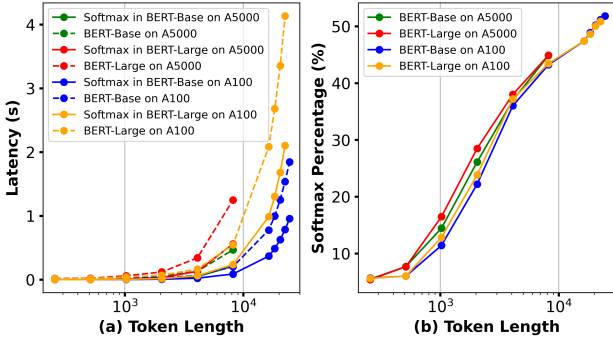 Softmax in BERT-Base on A5000
BERT-Base on A5000
Softmax in BERT-Large on A5000
BERT-Large on A5000
Softmax in BERT-Base on A100
BERT-Base on A100
Softmax in BERT-Large on A100
BERT-Large on A100
4
3
2
1
0
Latency (s)
10³
10⁴
(a) Token Length
BERT-Base on A5000
BERT-Large on A5000
BERT-Base on A100
BERT-Large on A100
50
40
30
20
10
Softmax Percentage (%)
10³
10⁴
(b) Token Length